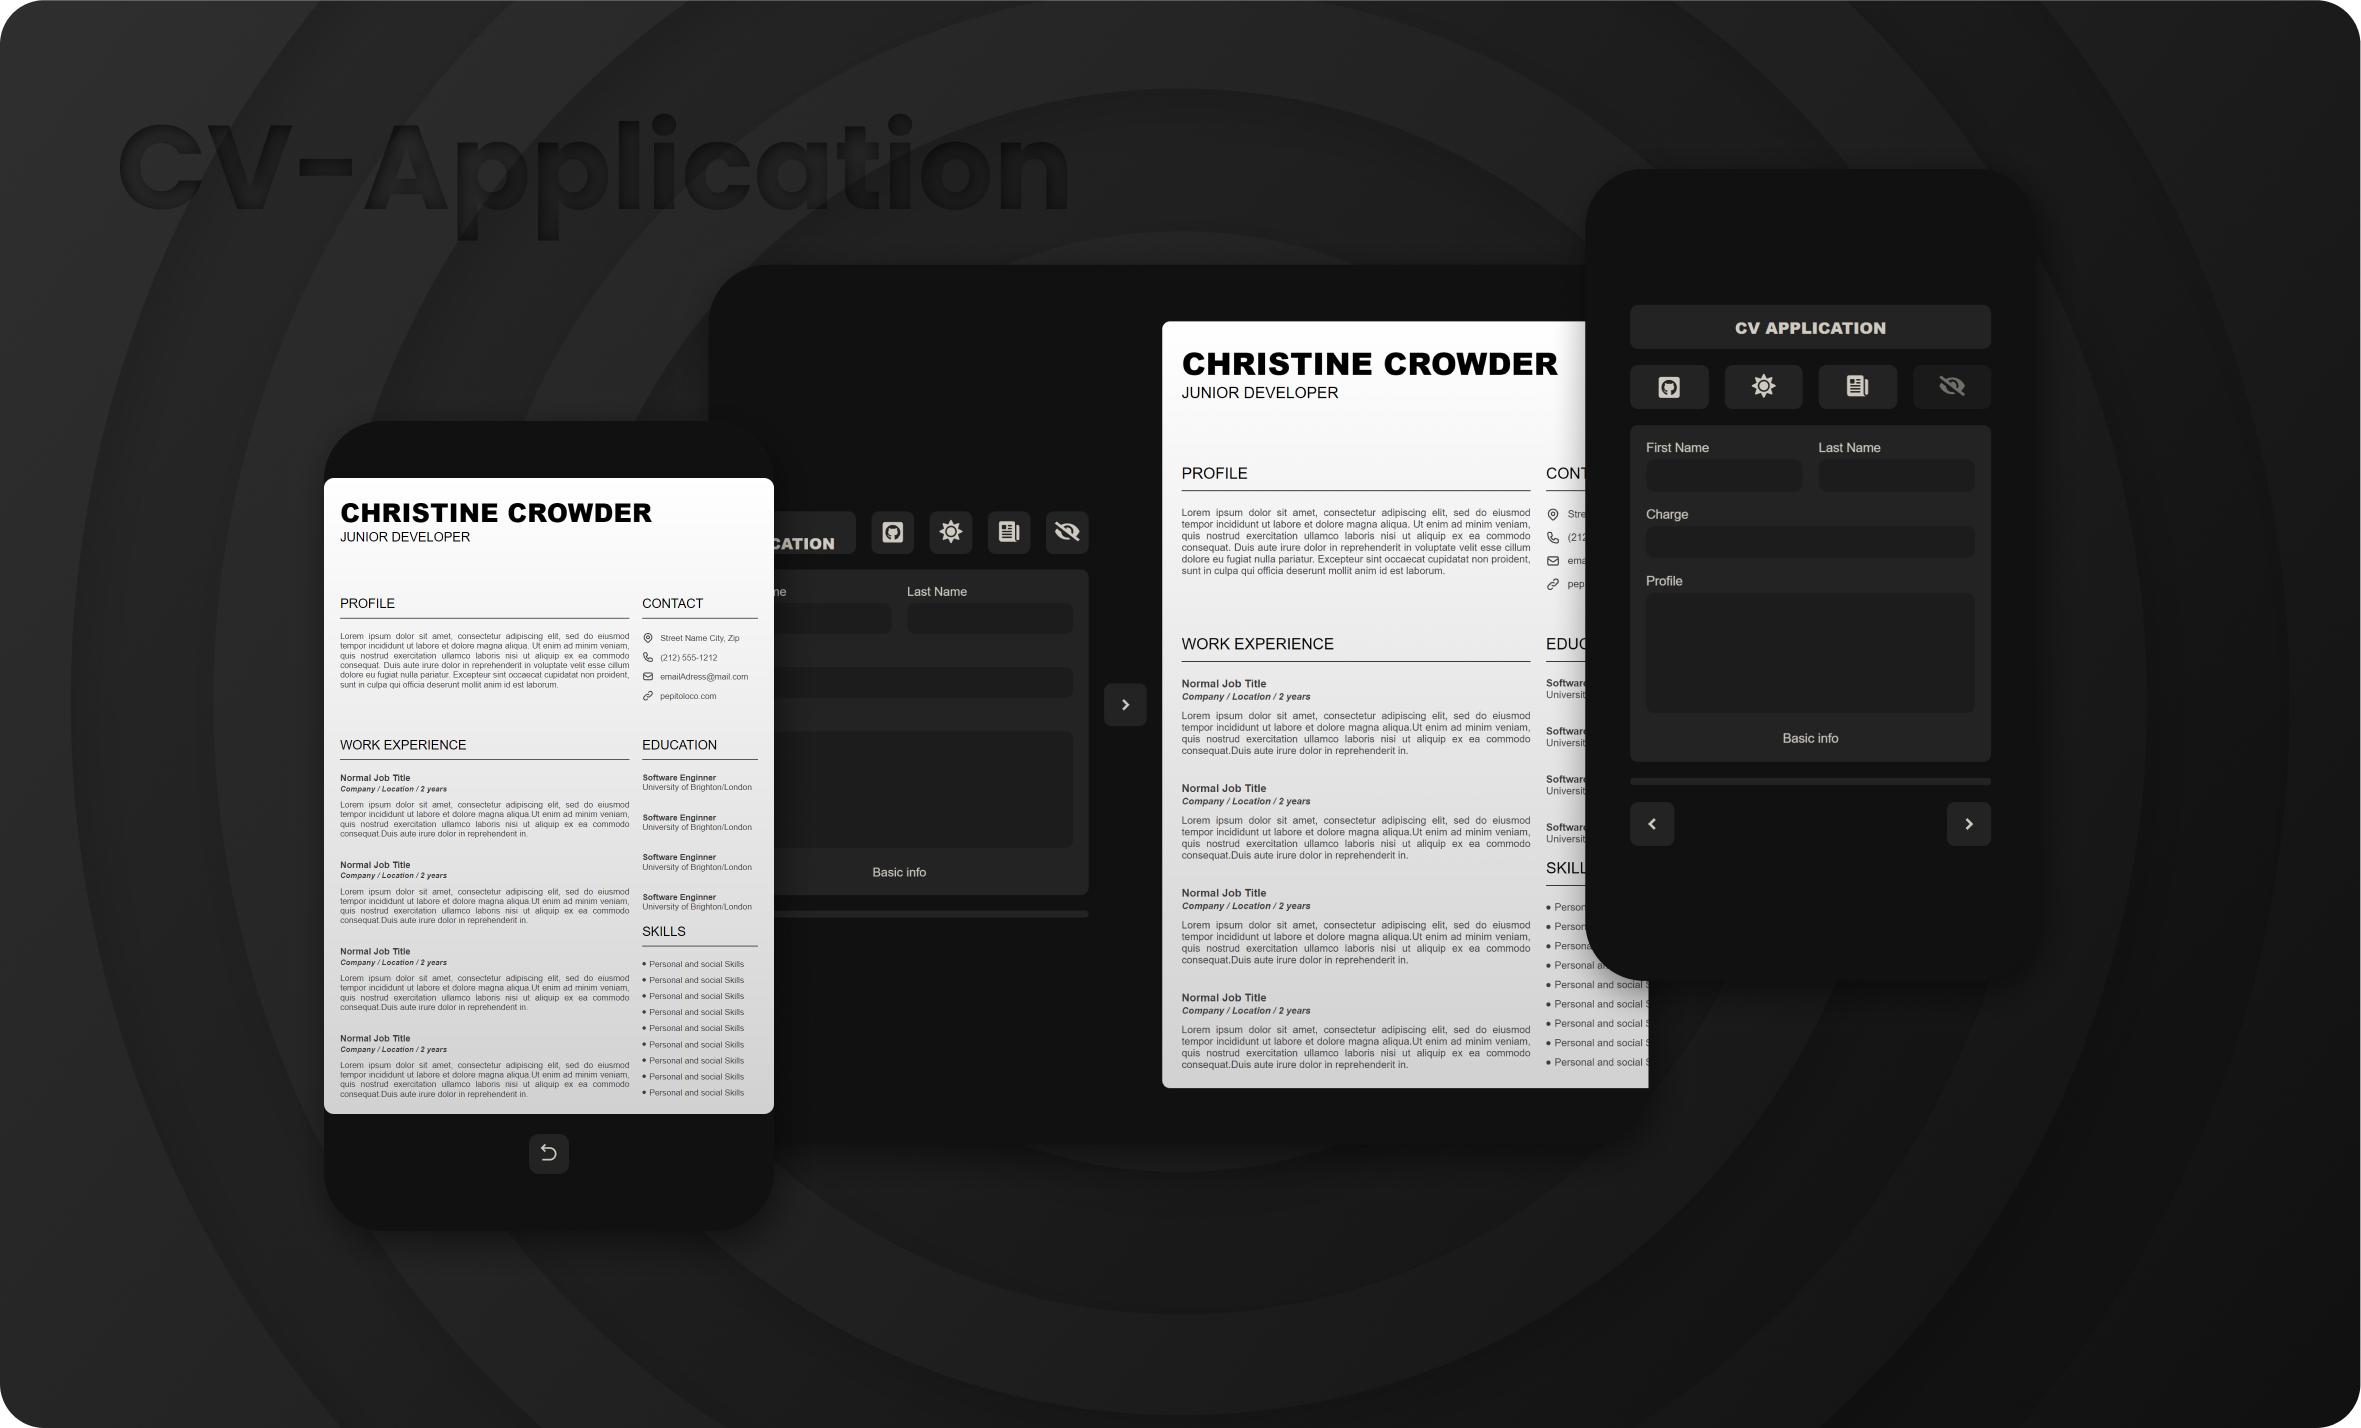 CV-Application
CHRISTINE CROWDER
JUNIOR DEVELOPER
PROFILE
Lorem ipsum dolor sit amet, consectetur adipiscing elit, sed do eiusmod
tempor incididunt ut labore et dolore magna aliqua. Ut enim ad minim veniam,
quis nostrud exercitation ullamco laboris nisi ut aliquip ex ea commodo
consequat. Duis aute irure dolor in reprehenderit in voluptate velit esse cillum
dolore eu fugiat nulla pariatur. Excepteur sint occaecat cupidatat non proident,
sunt in culpa qui officia deserunt mollit anim id est laborum.
WORK EXPERIENCE
Normal Job Title
Company / Location / 2 years
Lorem ipsum dolor sit amet, consectetur adipiscing elit, sed do eiusmod
tempor incididunt ut labore et dolore magna aliqua.Ut enim ad minim veniam,
quis nostrud exercitation ullamco laboris nisi ut aliquip ex ea commodo
consequat.Duis aute irure dolor in reprehenderit in.
Normal Job Title
Company / Location / 2 years
Lorem ipsum dolor sit amet, consectetur adipiscing elit, sed do eiusmod
tempor incididunt ut labore et dolore magna aliqua.Ut enim ad minim veniam,
quis nostrud exercitation ullamco laboris nisi ut aliquip ex ea commodo
consequat.Duis aute irure dolor in reprehenderit in.
Normal Job Title
Company / Location / 2 years
Lorem ipsum dolor sit amet, consectetur adipiscing elit, sed do eiusmod
tempor incididunt ut labore et dolore magna aliqua.Ut enim ad minim veniam,
quis nostrud exercitation ullamco laboris nisi ut aliquip ex ea commodo
consequat.Duis aute irure dolor in reprehenderit in.
Normal Job Title
Company / Location / 2 years
Lorem ipsum dolor sit amet, consectetur adipiscing elit, sed do eiusmod
tempor incididunt ut labore et dolore magna aliqua.Ut enim ad minim veniam,
quis nostrud exercitation ullamco laboris nisi ut aliquip ex ea commodo
consequat.Duis aute irure dolor in reprehenderit in.
CONTACT
Street Name City, Zip
(212) 555-1212
emailAdress@mail.com
pepitoloco.com
EDUCATION
Software Enginner
University of Brighton/London
Software Enginner
University of Brighton/London
Software Enginner
University of Brighton/London
Software Enginner
University of Brighton/London
SKILLS
• Personal and social Skills
• Personal and social Skills
• Personal and social Skills
• Personal and social Skills
• Personal and social Skills
• Personal and social Skills
• Personal and social Skills
• Personal and social Skills
• Personal and social Skills
CATION
me
Last Name
Basic info
CHRISTINE CROWDER
JUNIOR DEVELOPER
PROFILE
Lorem ipsum dolor sit amet, consectetur adipiscing elit, sed do eiusmod
tempor incididunt ut labore et dolore magna aliqua. Ut enim ad minim veniam,
quis nostrud exercitation ullamco laboris nisi ut aliquip ex ea commodo
consequat. Duis aute irure dolor in reprehenderit in voluptate velit esse cillum
dolore eu fugiat nulla pariatur. Excepteur sint occaecat cupidatat non proident,
sunt in culpa qui officia deserunt mollit anim id est laborum.
WORK EXPERIENCE
Normal Job Title
Company / Location / 2 years
Lorem ipsum dolor sit amet, consectetur adipiscing elit, sed do eiusmod
tempor incididunt ut labore et dolore magna aliqua.Ut enim ad minim veniam,
quis nostrud exercitation ullamco laboris nisi ut aliquip ex ea commodo
consequat.Duis aute irure dolor in reprehenderit in.
Normal Job Title
Company / Location / 2 years
Lorem ipsum dolor sit amet, consectetur adipiscing elit, sed do eiusmod
tempor incididunt ut labore et dolore magna aliqua.Ut enim ad minim veniam,
quis nostrud exercitation ullamco laboris nisi ut aliquip ex ea commodo
consequat.Duis aute irure dolor in reprehenderit in.
Normal Job Title
Company / Location / 2 years
Lorem ipsum dolor sit amet, consectetur adipiscing elit, sed do eiusmod
tempor incididunt ut labore et dolore magna aliqua.Ut enim ad minim veniam,
quis nostrud exercitation ullamco laboris nisi ut aliquip ex ea commodo
consequat.Duis aute irure dolor in reprehenderit in.
Normal Job Title
Company / Location / 2 years
Lorem ipsum dolor sit amet, consectetur adipiscing elit, sed do eiusmod
tempor incididunt ut labore et dolore magna aliqua.Ut enim ad minim veniam,
quis nostrud exercitation ullamco laboris nisi ut aliquip ex ea commodo
consequat.Duis aute irure dolor in reprehenderit in.
CONT
Stre
(212
ema
pep
EDUC
Softwar
Universit
Softwar
Universit
Softwar
Universit
Softwar
Universit
SKILL
• Person
• Person
• Persona
• Personal an
• Personal and social S
• Personal and social S
• Personal and social S
• Personal and social S
• Personal and social S
CV APPLICATION
First Name
Last Name
Charge
Profile
Basic info